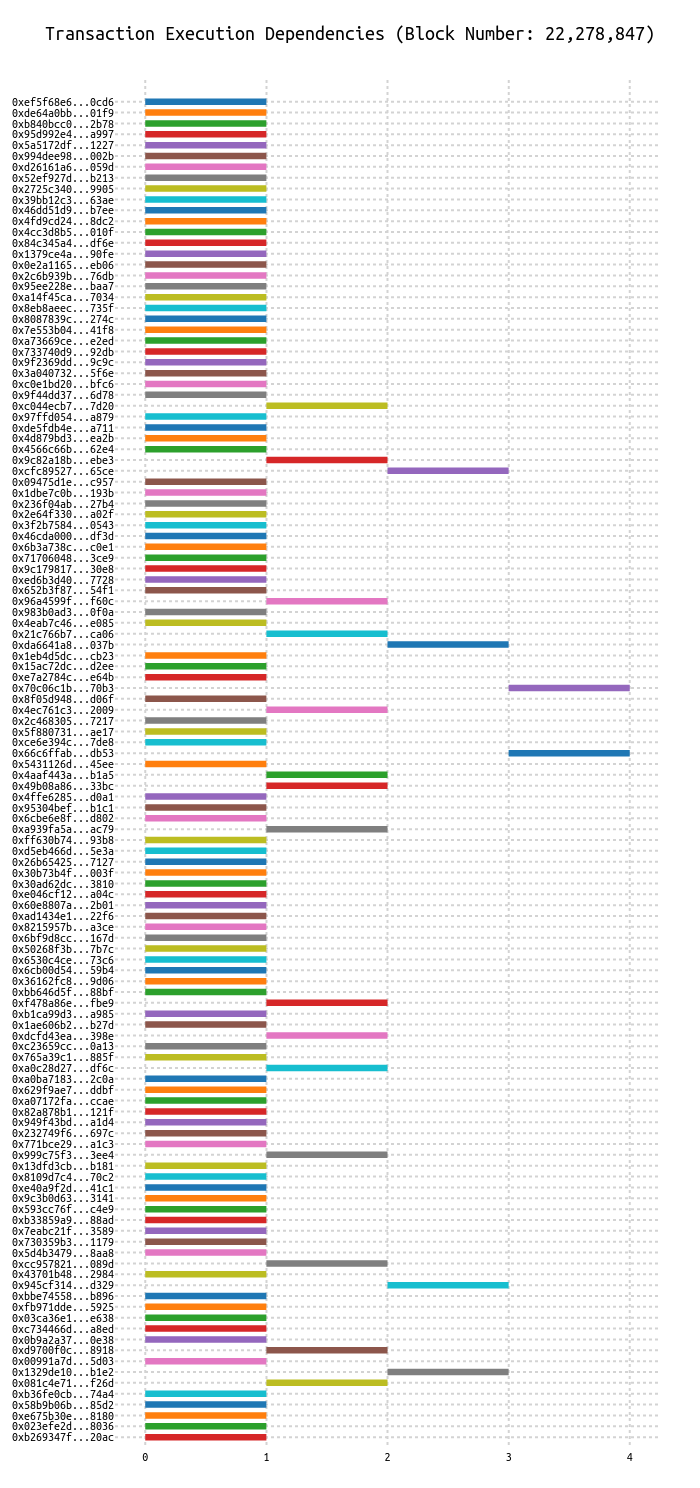 Transaction Execution Dependencies (Block Number: 22,278,847)
0xef5f68e6...0cd6
0xde64a0bb...01f9
0xb840bcc0...2b78
0x95d992e4...a997
0x5a5172df...1227
0x994dee98...002b
0xd26161a6...059d
0x52ef927d...b213
0x2725c340...9905
0x39bb12c3...63ae
0x46dd51d9...b7ee
0x4fd9cd24...8dc2
0x4cc3d8b5...010f
0x84c345a4...df6e
0x1379ce4a...90fe
0x0e2a1165...eb06
0x2c6b939b...76db
0x95ee228e...baa7
0xa14f45ca...7034
0x8eb8aeec...735f
0x8087839c...274c
0x7e553b04...41f8
0xa73669ce...e2ed
0x733740d9...92db
0x9f2369dd...9c9c
0x3a040732...5f6e
0xc0e1bd20...bfc6
0x9f44dd37...6d78
0xc044ecb7...7d20
0x97ffd054...a879
0xde5fdb4e...a711
0x4d879bd3...ea2b
0x4566c66b...62e4
0x9c82a18b...ebe3
0xcfc89527...65ce
0x09475d1e...c957
0x1dbe7c0b...193b
0x236f04ab...27b4
0x2e64f330...a02f
0x3f2b7584...0543
0x46cda000...df3d
0x6b3a738c...c0e1
0x71706048...3ce9
0x9c179817...30e8
0xed6b3d40...7728
0x652b3f87...54f1
0x96a4599f...f60c
0x983b0ad3...0f0a
0x4eab7c46...e085
0x21c766b7...ca06
0xda6641a8...037b
0x1eb4d5dc...cb23
0x15ac72dc...d2ee
0xe7a2784c...e64b
0x70c06c1b...70b3
0x8f05d948...d06f
0x4ec761c3...2009
0x2c468305...7217
0x5f880731...ae17
0xce6e394c...7de8
0x66c6ffab...db53
0x5431126d...45ee
0x4aaf443a...b1a5
0x49b08a86...33bc
0x4ffe6285...d0a1
0x95304bef...b1c1
0x6cbe6e8f...d802
0xa939fa5a...ac79
0xff630b74...93b8
0xd5eb466d...5e3a
0x26b65425...7127
0x30b73b4f...003f
0x30ad62dc...3810
0xe046cf12...a04c
0x60e8807a...2b01
0xad1434e1...22f6
0x8215957b...a3ce
0x6bf9d8cc...167d
0x50268f3b...7b7c
0x6530c4ce...73c6
0x6cb00d54...59b4
0x36162fc8...9d06
0xbb646d5f...88bf
0xf478a86e...fbe9
0xb1ca99d3...a985
0x1ae606b2...b27d
0xdcfd43ea...398e
0xc23659cc...0a13
0x765a39c1...885f
0xa0c28d27...df6c
0xa0ba7183...2c0a
0x629f9ae7...ddbf
0xa07172fa...ccae
0x82a878b1...121f
0x949f43bd...a1d4
0x232749f6...697c
0x771bce29...a1c3
0x999c75f3...3ee4
0x13dfd3cb...b181
0x8109d7c4...70c2
0xe40a9f2d...41c1
0x9c3b0d63...3141
0x593cc76f...c4e9
0xb33859a9...88ad
0x7eabc21f...3589
0x730359b3...1179
0x5d4b3479...8aa8
0xcc957821...089d
0x43701b48...2984
0x945cf314...d329
0xbbe74558...b896
0xfb971dde...5925
0x03ca36e1...e638
0xc734466d...a8ed
0x0b9a2a37...0e38
0xd9700f0c...8918
0x00991a7d...5d03
0x1329de10...b1e2
0x081c4e71...f26d
0xb36fe0cb...74a4
0x58b9b06b...85d2
0xe675b30e...8180
0x023efe2d...8036
0xb269347f...20ac
0 1 2 3 4